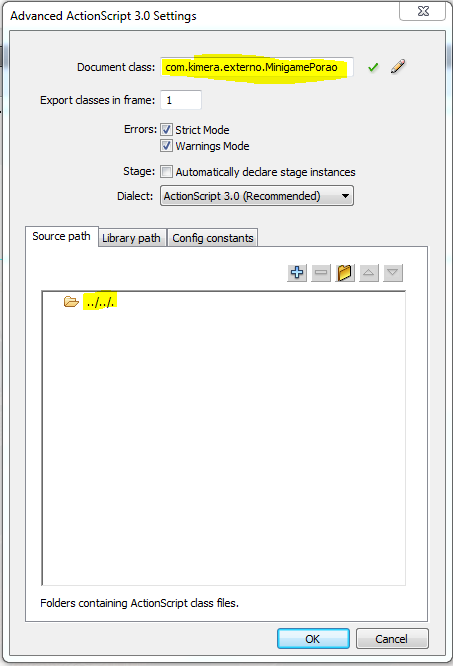 Advanced ActionScript 3.0 Settings
Document class: com.kimera.externo.MinigamePorao
Export classes in frame: 1
Errors: Strict Mode
Warnings Mode
Stage: Automatically declare stage instances
Dialect: ActionScript 3.0 (Recommended)
Source path Library path Config constants
../../.
Folders containing ActionScript class files.
OK Cancel